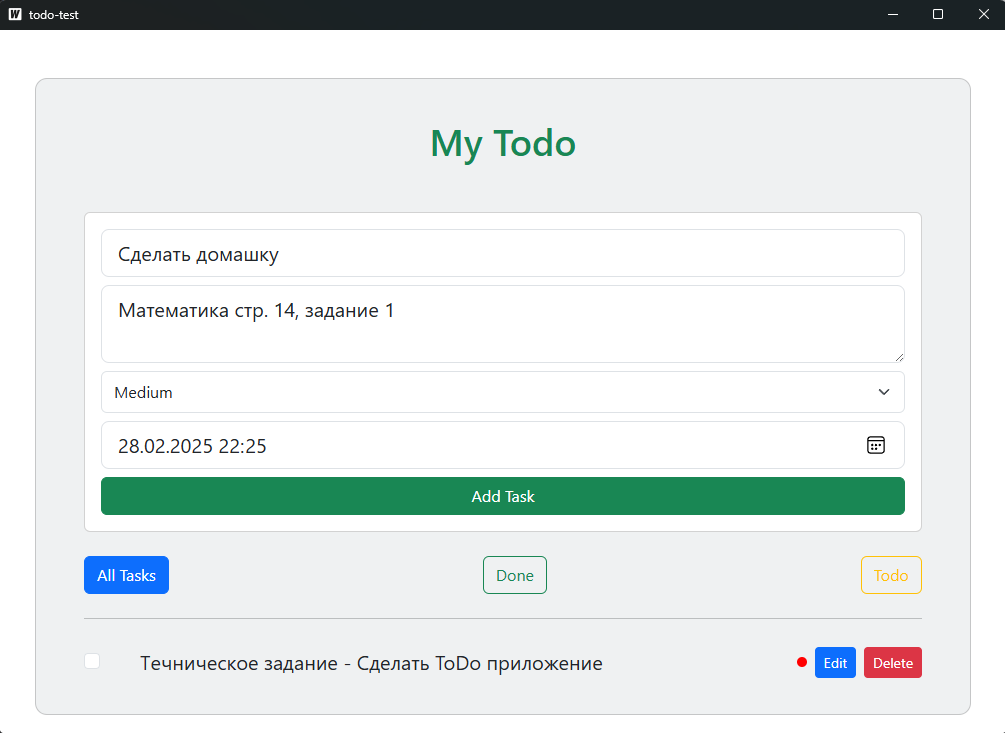 todo-test
My Todo
Сделать домашку
Математика стр. 14, задание 1
Medium
28.02.2025 22:25
Add Task
All Tasks Done Todo
Течническое задание - Сделать ToDo приложение Edit Delete